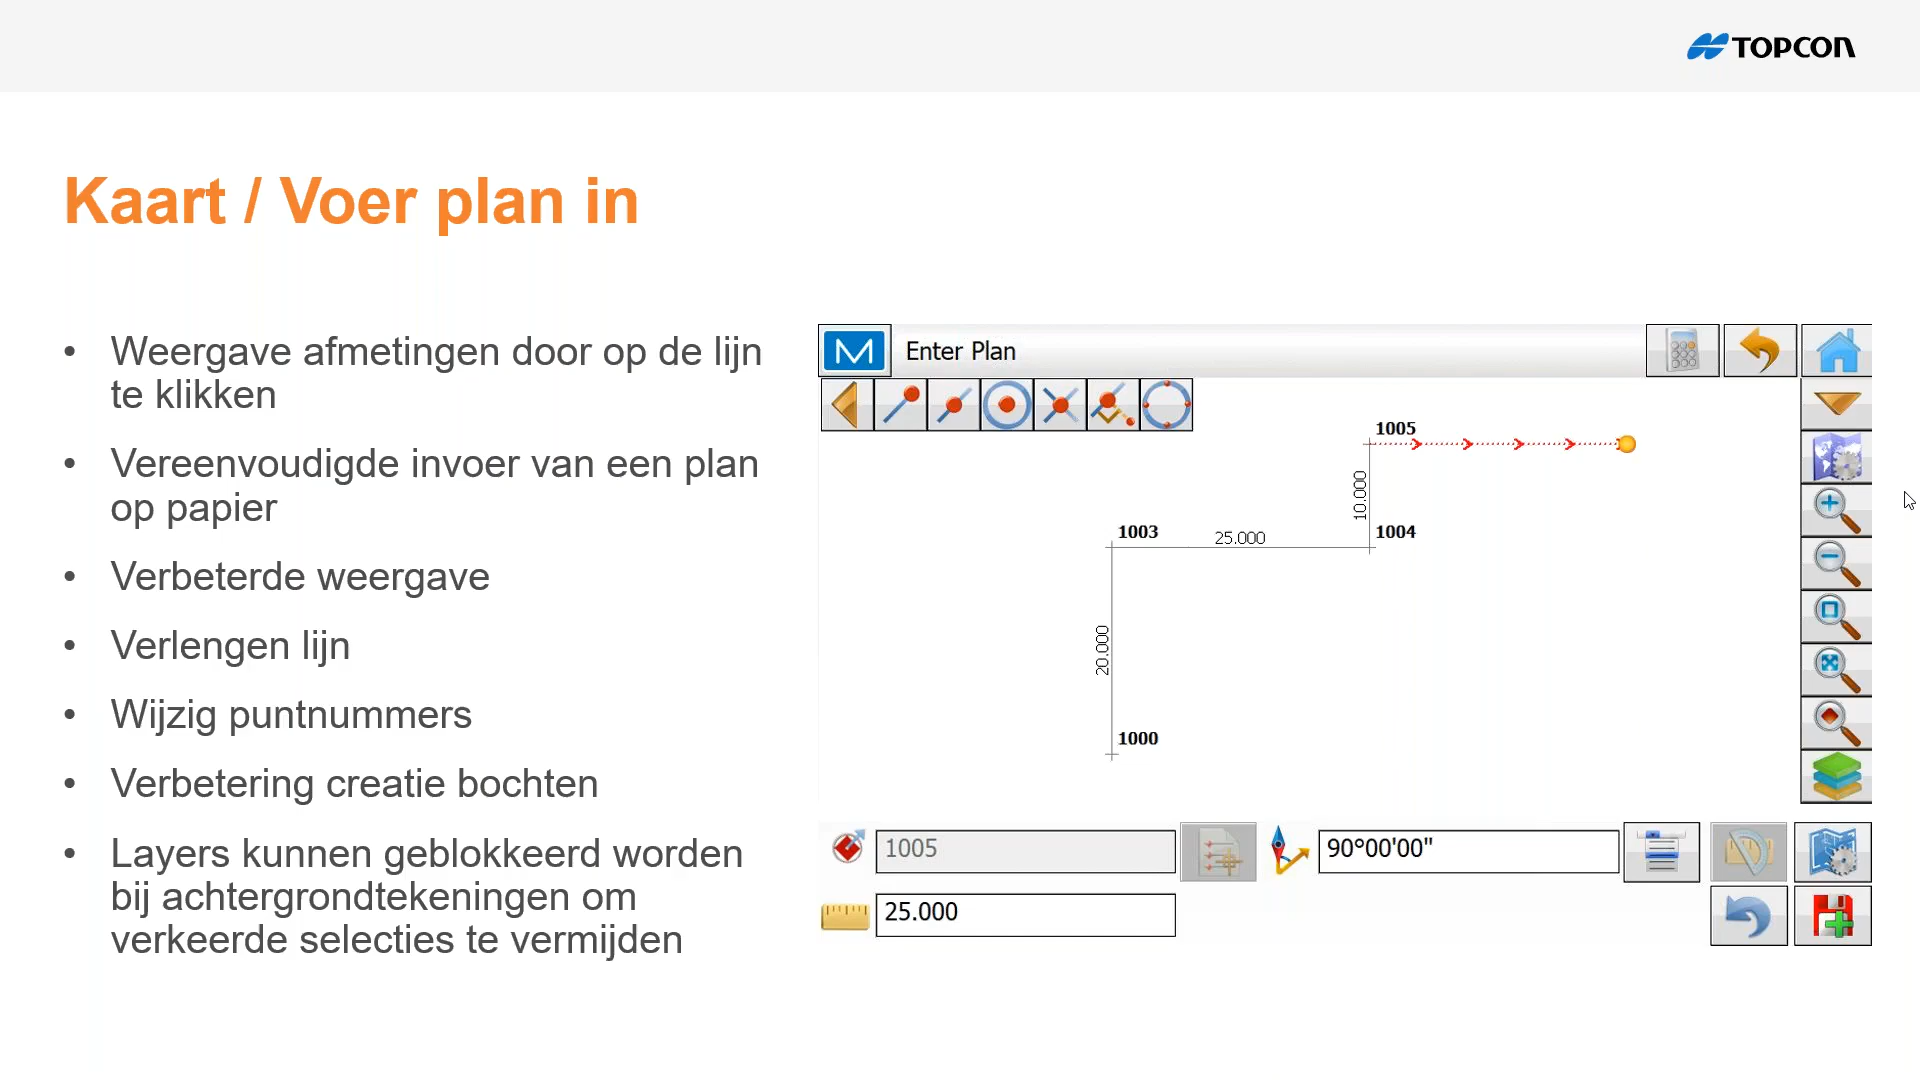 TOPCON
Kaart / Voer plan in
• Weergave afmetingen door op de lijn
te klikken
• Vereenvoudigde invoer van een plan
op papier
• Verbeterde weergave
• Verlengen lijn
• Wijzig puntnummers
• Verbetering creatie bochten
• Layers kunnen geblokkeerd worden
bij achtergrondtekeningen om
verkeerde selecties te vermijden
M Enter Plan
1005
10.000
1003
25.000
1004
20.000
1000
1005
90°00'00"
25.000